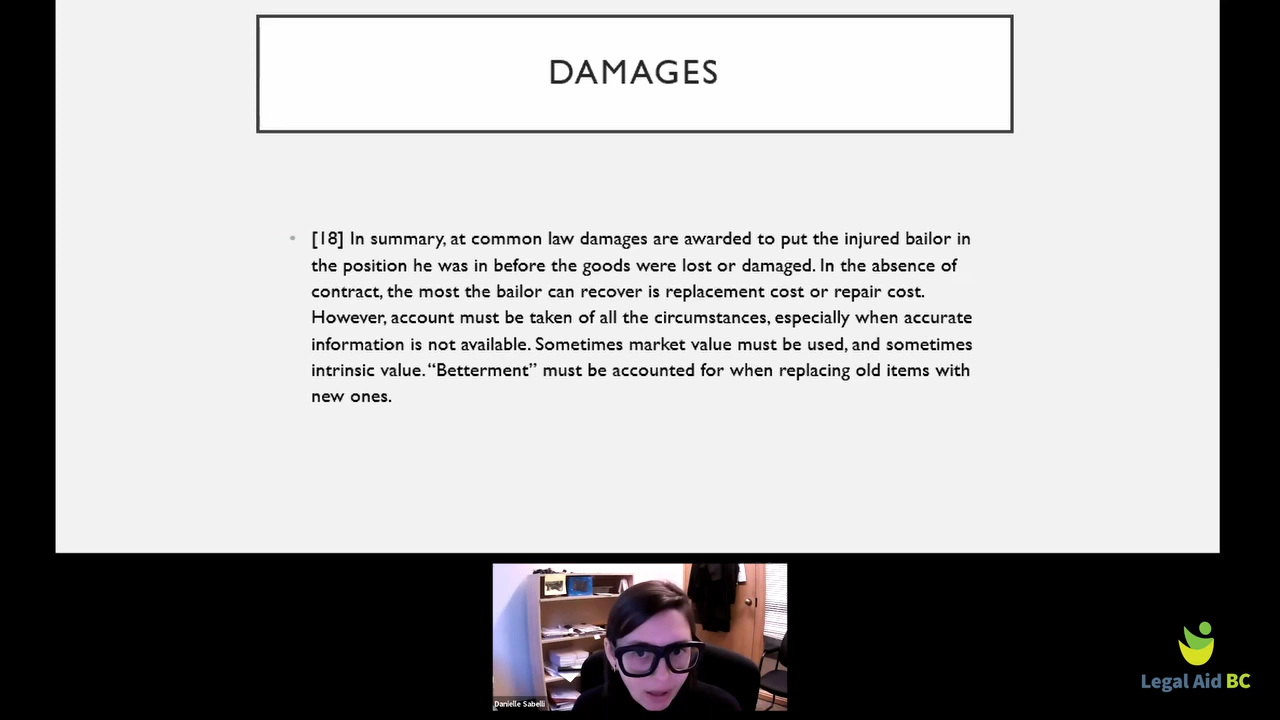 DAMAGES
[18] In summary, at common law damages are awarded to put the injured bailor in
the position he was in before the goods were lost or damaged. In the absence of
contract, the most the bailor can recover is replacement cost or repair cost.
However, account must be taken of all the circumstances, especially when accurate
information is not available. Sometimes market value must be used, and sometimes
intrinsic value. “Betterment” must be accounted for when replacing old items with
new ones.
Danielle Sabelli
Legal Aid BC